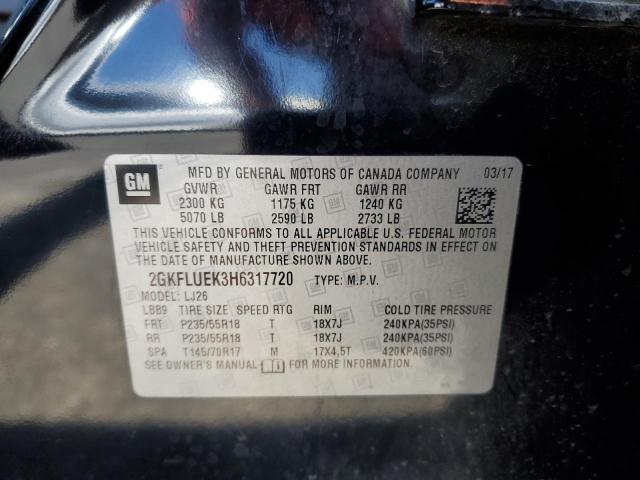 GM
MFD BY GENERAL MOTORS OF CANADA COMPANY 03/17
GVWR GAWR FRT GAWR RR
2300 KG 1175 KG 1240 KG
5070 LB 2590 LB 2733 LB
THIS VEHICLE CONFORMS TO ALL APPLICABLE U.S. FEDERAL MOTOR
VEHICLE SAFETY AND THEFT PREVENTION STANDARDS IN EFFECT ON
THE DATE OF MANUFACTURE SHOWN ABOVE.
2GKFLUEK3H6317720 TYPE: M.P.V.
MODEL: LJ26
LBB9 TIRE SIZE SPEED RTG RIM COLD TIRE PRESSURE
FRT P235/55R18 T 18X7J 240KPA(35PSI)
RR P235/55R18 T 18X7J 240KPA(35PSI)
SPA T145/70R17 M 17X4.5T 420KPA(60PSI)
SEE OWNER'S MANUAL FOR MORE INFORMATION.